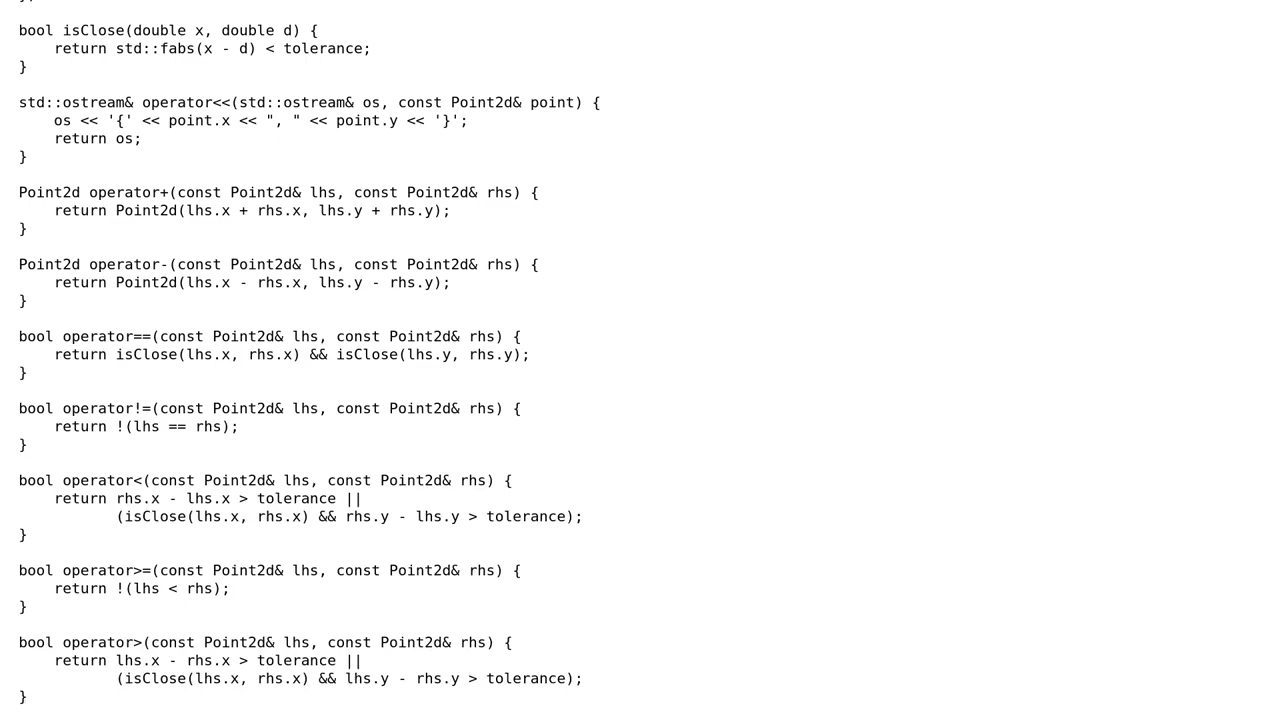 };

bool isClose(double x, double d) {
    return std::fabs(x - d) < tolerance;
}

std::ostream& operator<<(std::ostream& os, const Point2d& point) {
    os << '{' << point.x << ", " << point.y << '}';
    return os;
}

Point2d operator+(const Point2d& lhs, const Point2d& rhs) {
    return Point2d(lhs.x + rhs.x, lhs.y + rhs.y);
}

Point2d operator-(const Point2d& lhs, const Point2d& rhs) {
    return Point2d(lhs.x - rhs.x, lhs.y - rhs.y);
}

bool operator==(const Point2d& lhs, const Point2d& rhs) {
    return isClose(lhs.x, rhs.x) && isClose(lhs.y, rhs.y);
}

bool operator!=(const Point2d& lhs, const Point2d& rhs) {
    return !(lhs == rhs);
}

bool operator<(const Point2d& lhs, const Point2d& rhs) {
    return rhs.x - lhs.x > tolerance ||
           (isClose(lhs.x, rhs.x) && rhs.y - lhs.y > tolerance);
}

bool operator>=(const Point2d& lhs, const Point2d& rhs) {
    return !(lhs < rhs);
}

bool operator>(const Point2d& lhs, const Point2d& rhs) {
    return lhs.x - rhs.x > tolerance ||
           (isClose(lhs.x, rhs.x) && lhs.y - rhs.y > tolerance);
}